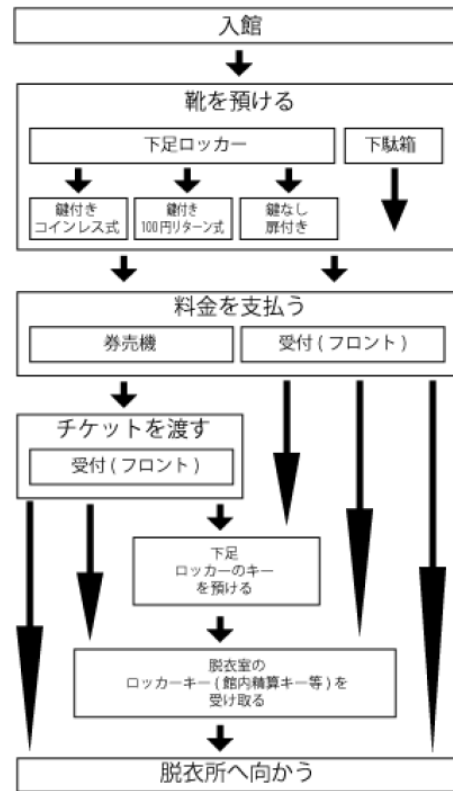 入館
靴を預ける
下足ロッカー
下駄箱
鍵付き
コインレス式
鍵付き
100円リターン式
鍵なし
扉付き
料金を支払う
券売機
受付(フロント)
チケットを渡す
受付(フロント)
下足
ロッカーのキー
を預ける
脱衣室の
ロッカーキー(館内精算キー等)を
受け取る
脱衣所へ向かう